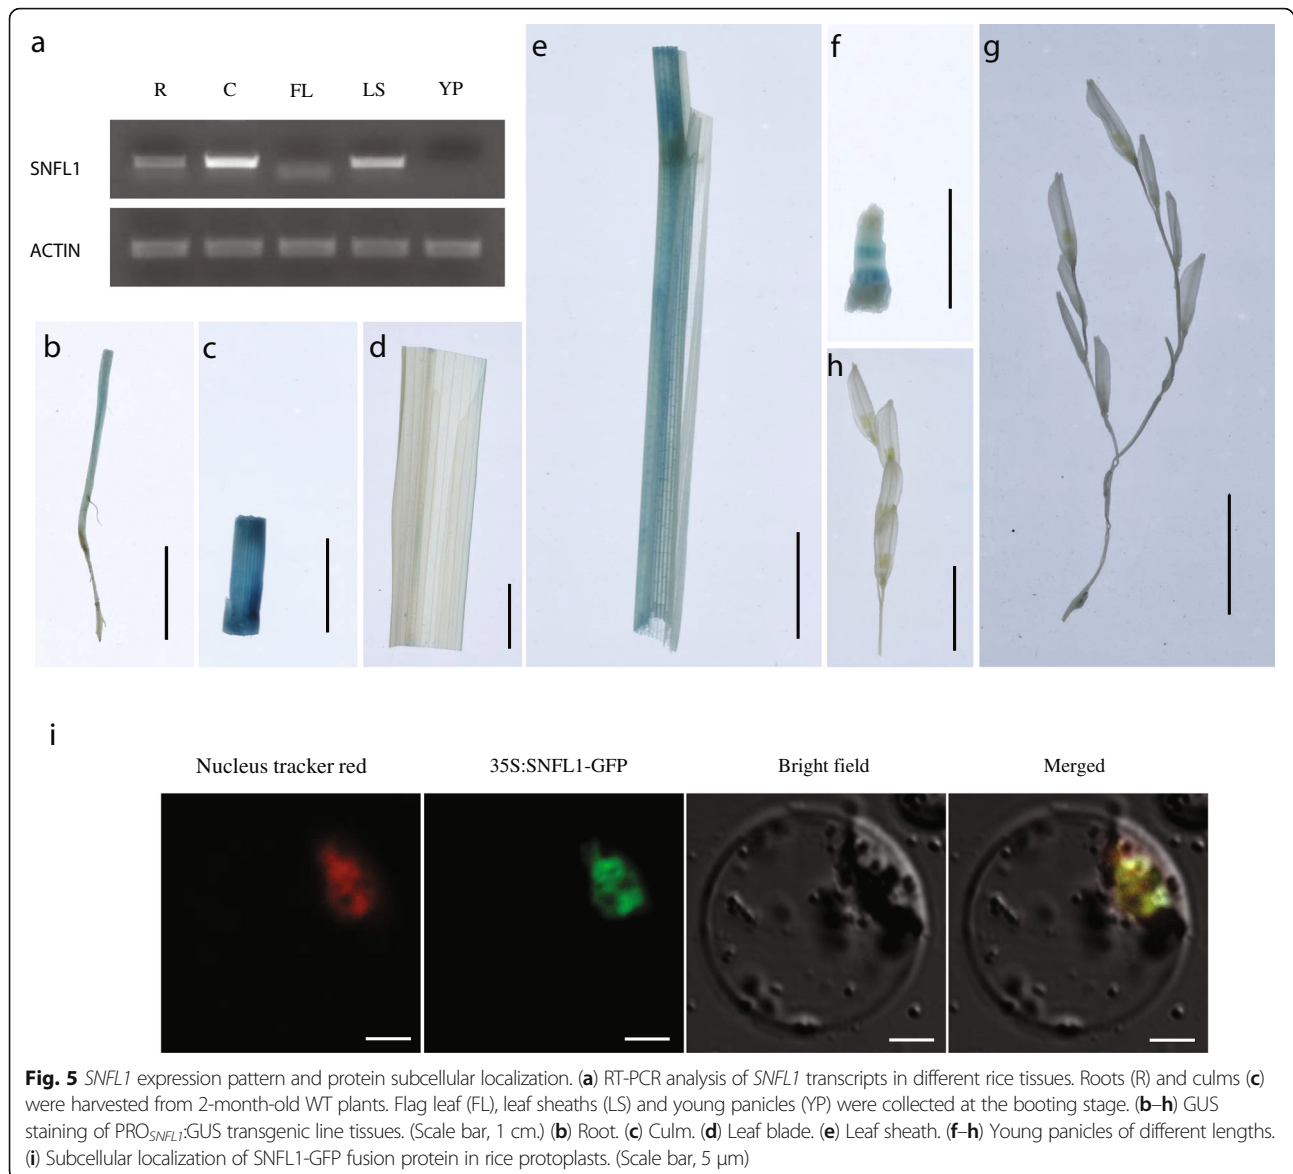 a
R C FL LS YP
SNFL1
ACTIN
b
c
d
e
f
g
h
i
Nucleus tracker red 35S:SNFL1-GFP Bright field Merged
Fig. 5 SNFL1 expression pattern and protein subcellular localization. (a) RT-PCR analysis of SNFL1 transcripts in different rice tissues. Roots (R) and culms (c)
were harvested from 2-month-old WT plants. Flag leaf (FL), leaf sheaths (LS) and young panicles (YP) were collected at the booting stage. (b–h) GUS
staining of PROSNFL1:GUS transgenic line tissues. (Scale bar, 1 cm.) (b) Root. (c) Culm. (d) Leaf blade. (e) Leaf sheath. (f–h) Young panicles of different lengths.
(i) Subcellular localization of SNFL1-GFP fusion protein in rice protoplasts. (Scale bar, 5 μm)